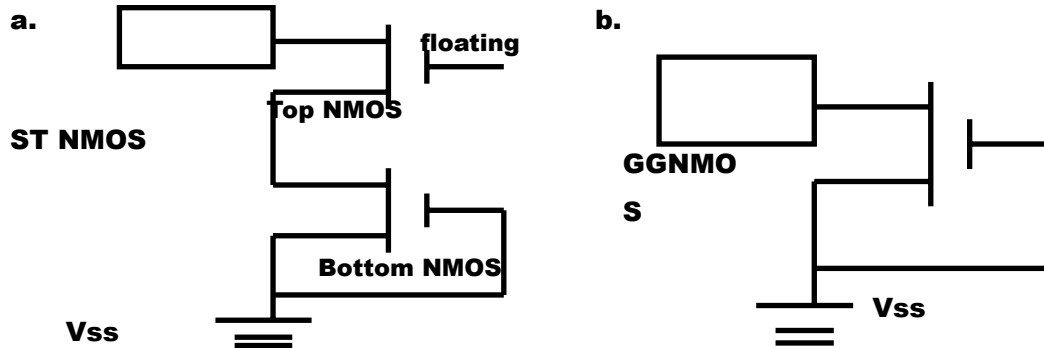 a.
floating
Top NMOS
ST NMOS
Bottom NMOS
Vss
b.
GGNMO
S
Vss